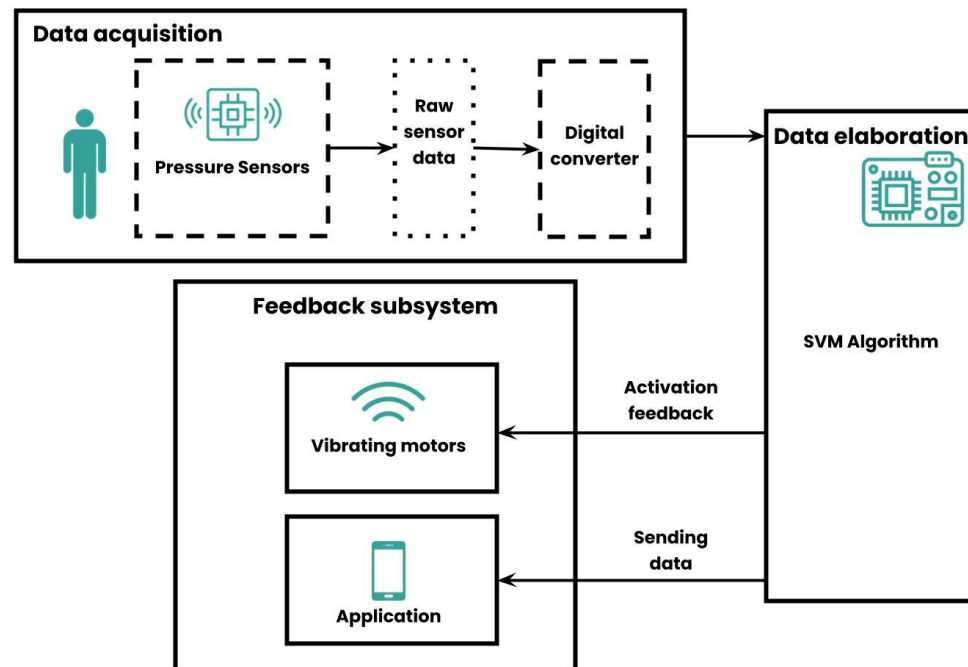 Data acquisition
Pressure Sensors
Raw
sensor
data
Digital
converter
Data elaboration
SVM Algorithm
Feedback subsystem
Vibrating motors
Activation
feedback
Application
Sending
data